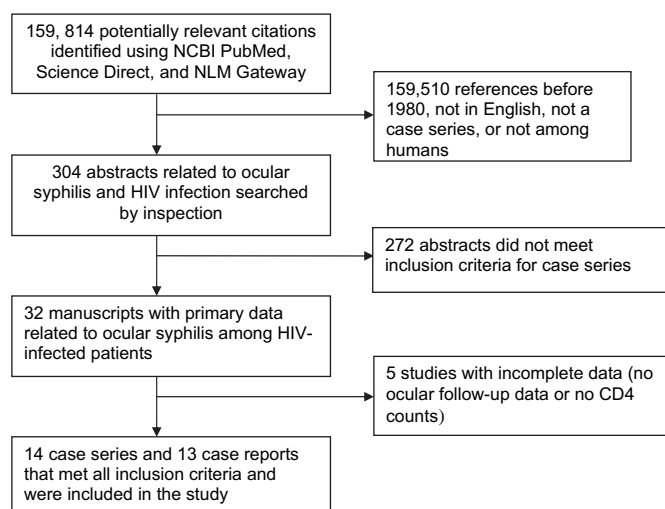 159, 814 potentially relevant citations
identified using NCBI PubMed,
Science Direct, and NLM Gateway
159,510 references before
1980, not in English, not a
case series, or not among
humans
304 abstracts related to ocular
syphilis and HIV infection searched
by inspection
272 abstracts did not meet
inclusion criteria for case series
32 manuscripts with primary data
related to ocular syphilis among HIV-
infected patients
5 studies with incomplete data (no
ocular follow-up data or no CD4
counts)
14 case series and 13 case reports
that met all inclusion criteria and
were included in the study